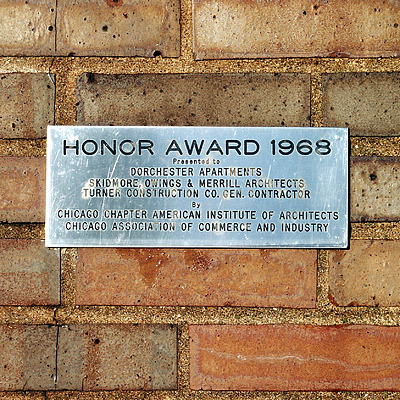 HONOR AWARD 1968
Presented to
DORCHESTER APARTMENTS
SKIDMORE, OWINGS & MERRILL ARCHITECTS
TURNER CONSTRUCTION CO. GEN. CONTRACTOR
By
CHICAGO CHAPTER AMERICAN INSTITUTE OF ARCHITECTS
CHICAGO ASSOCIATION OF COMMERCE AND INDUSTRY